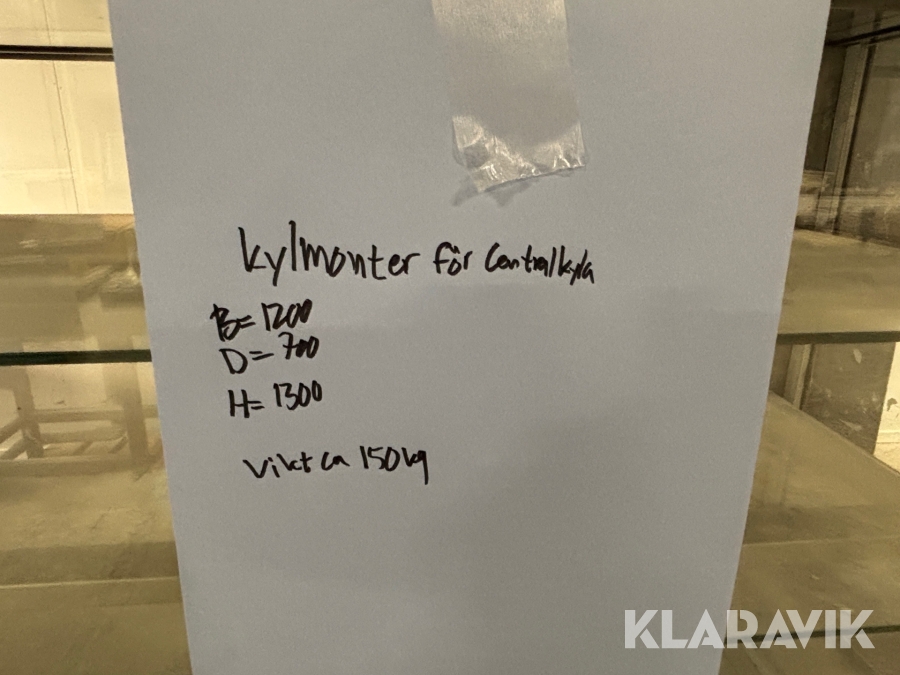 kylmonter för Centralkyla
B=1200
D=700
H=1300
Vikt ca 150kg
KLARAVIK